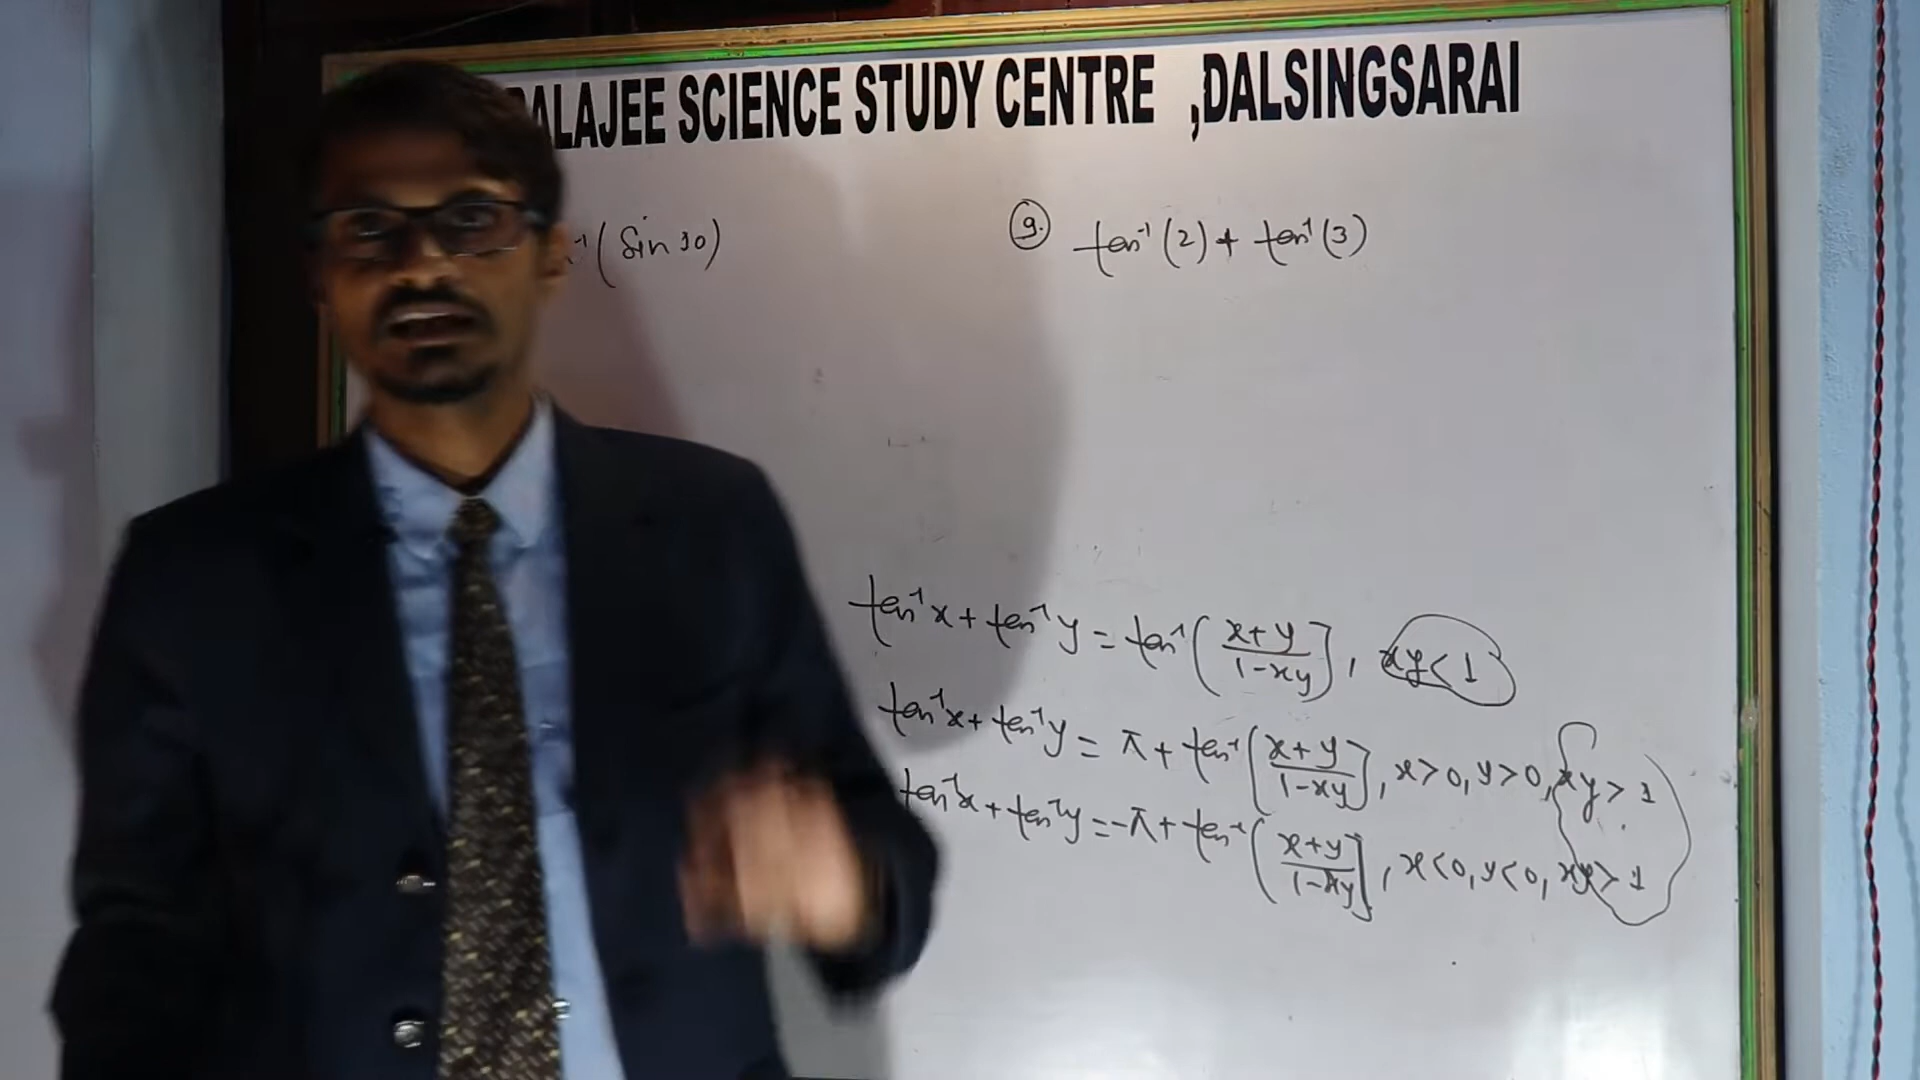 ALAJEE SCIENCE STUDY CENTRE ,DALSINGSARAI
⁻¹(Sin 10)
9. tan⁻¹(2) + tan⁻¹(3)
tan⁻¹x + tan⁻¹y = tan⁻¹(x+y/1-xy), xy<1
tan⁻¹x + tan⁻¹y = π + tan⁻¹(x+y/1-xy), x>0, y>0, xy>1
tan⁻¹x + tan⁻¹y = -π + tan⁻¹(x+y/1-xy), x<0, y<0, xy>1